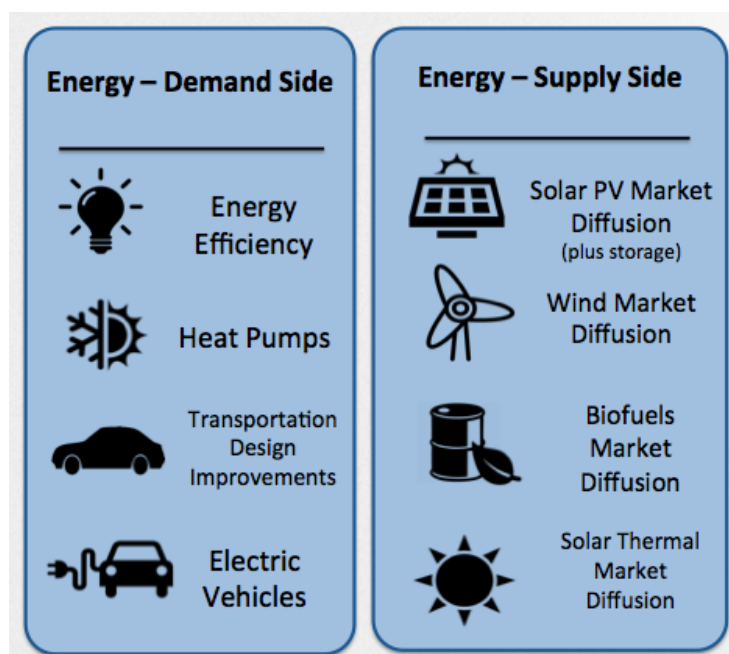 Energy – Demand Side
Energy
Efficiency
Heat Pumps
Transportation
Design
Improvements
Electric
Vehicles
Energy – Supply Side
Solar PV Market
Diffusion
(plus storage)
Wind Market
Diffusion
Biofuels
Market
Diffusion
Solar Thermal
Market
Diffusion